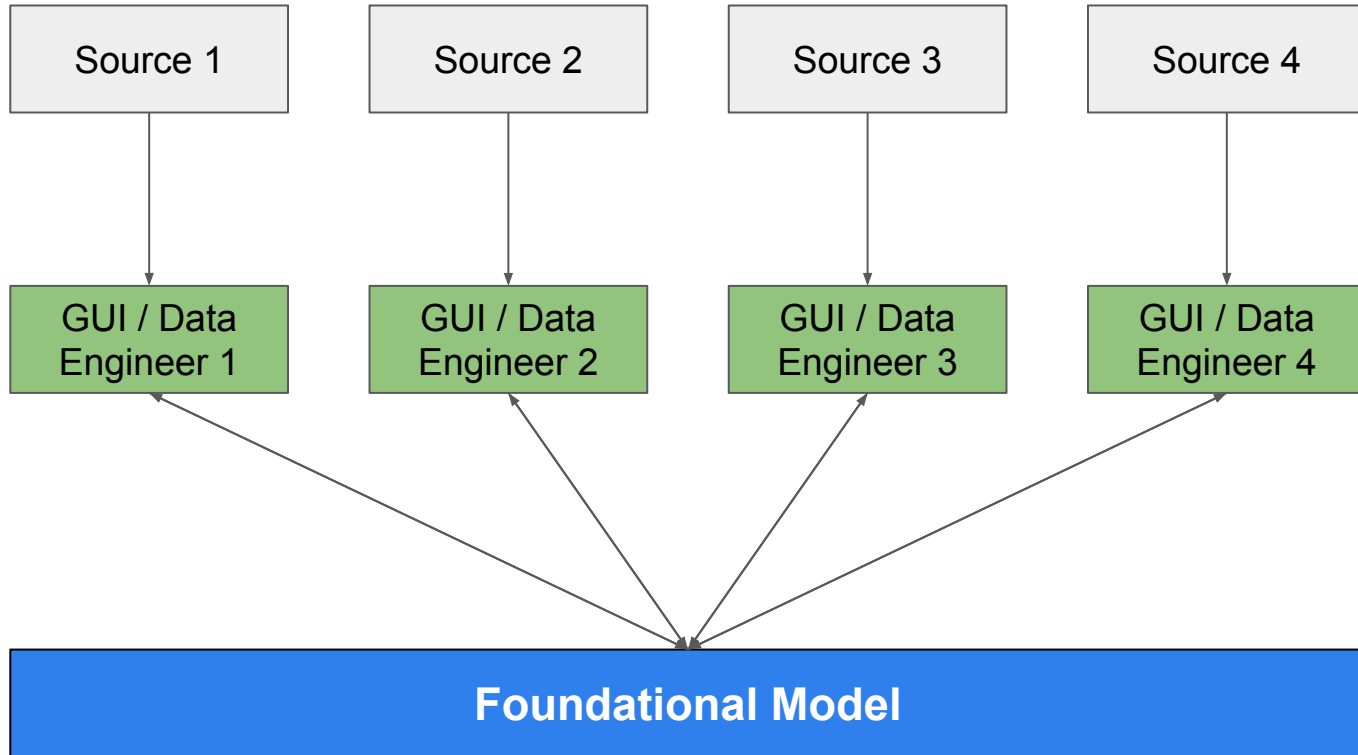 Source 1
Source 2
Source 3
Source 4
GUI / Data
Engineer 1
GUI / Data
Engineer 2
GUI / Data
Engineer 3
GUI / Data
Engineer 4
Foundational Model